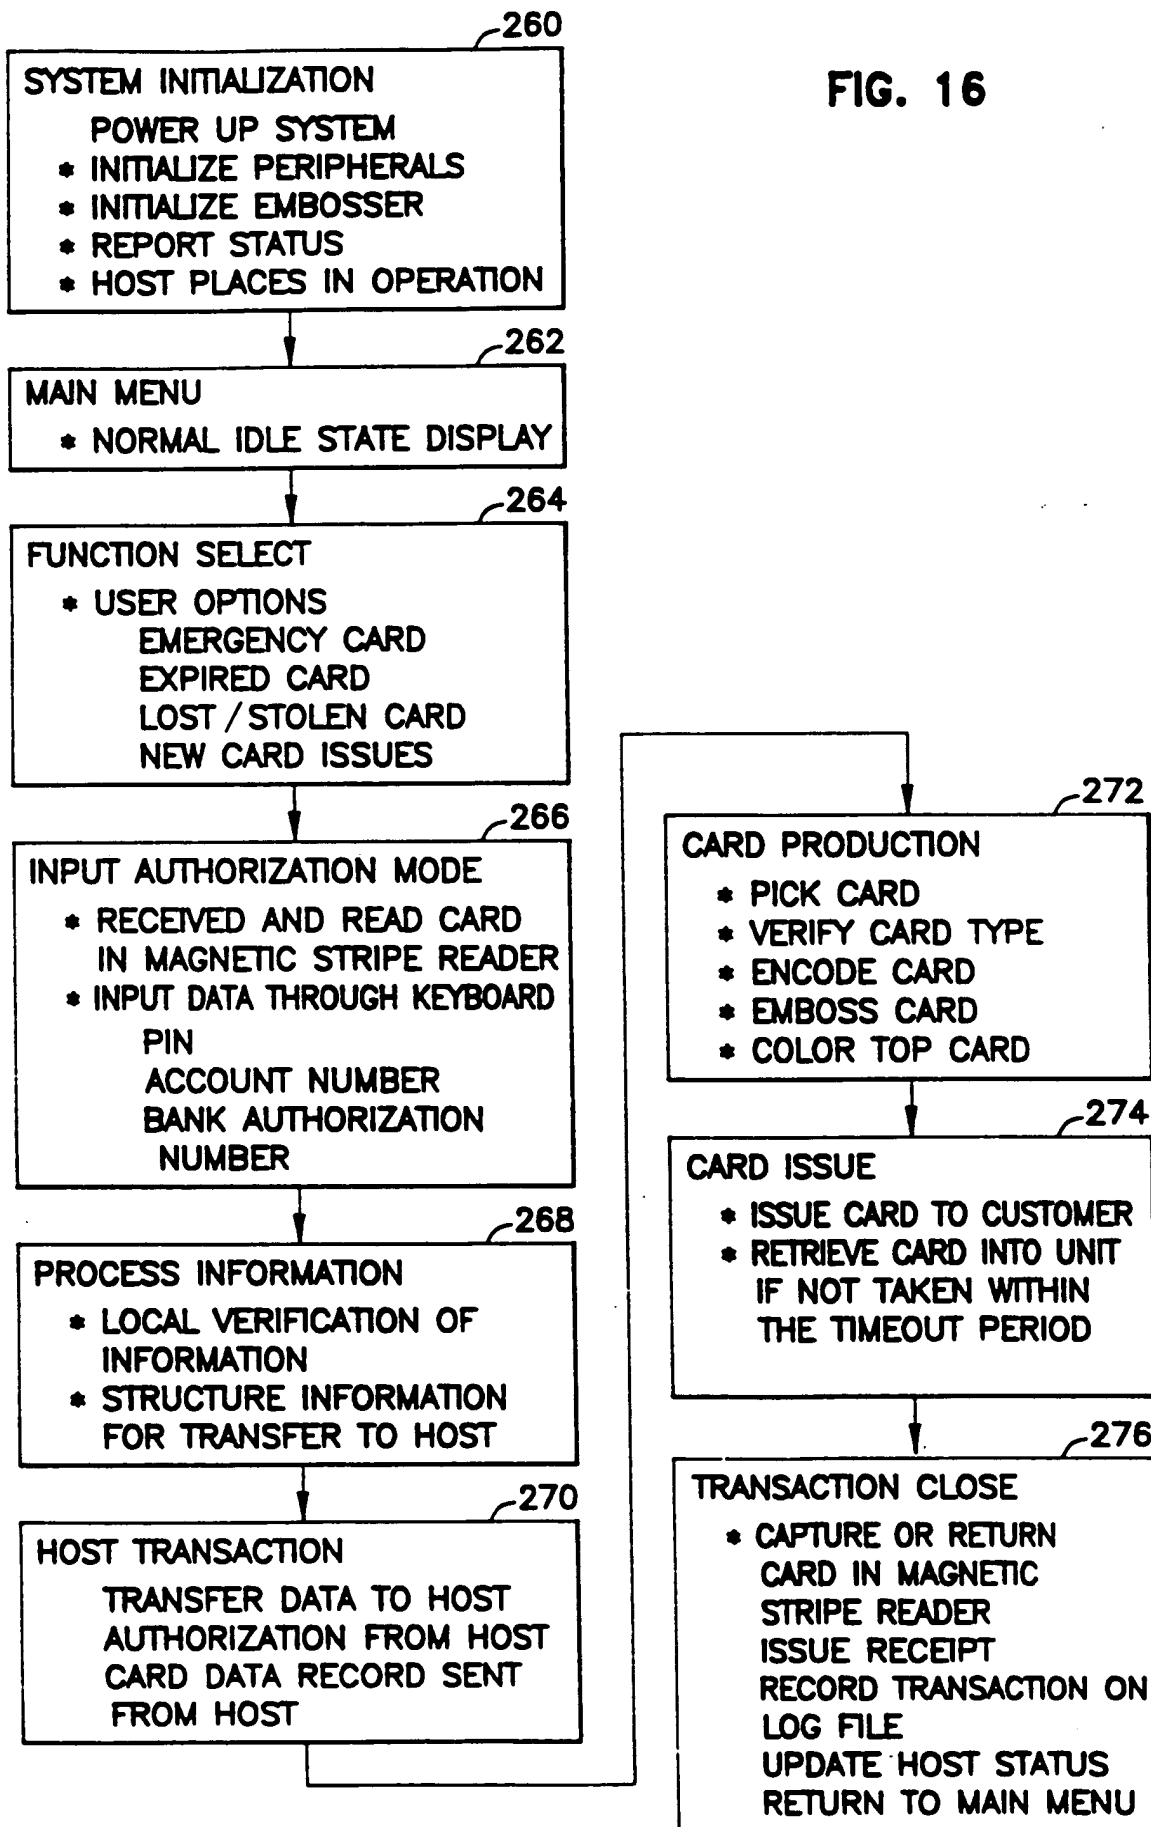 FIG. 16
260
SYSTEM INITIALIZATION
POWER UP SYSTEM
* INITIALIZE PERIPHERALS
* INITIALIZE EMBOSSER
* REPORT STATUS
* HOST PLACES IN OPERATION
262
MAIN MENU
* NORMAL IDLE STATE DISPLAY
264
FUNCTION SELECT
* USER OPTIONS
EMERGENCY CARD
EXPIRED CARD
LOST / STOLEN CARD
NEW CARD ISSUES
266
INPUT AUTHORIZATION MODE
* RECEIVED AND READ CARD
IN MAGNETIC STRIPE READER
* INPUT DATA THROUGH KEYBOARD
PIN
ACCOUNT NUMBER
BANK AUTHORIZATION
NUMBER
268
PROCESS INFORMATION
* LOCAL VERIFICATION OF
INFORMATION
* STRUCTURE INFORMATION
FOR TRANSFER TO HOST
270
HOST TRANSACTION
TRANSFER DATA TO HOST
AUTHORIZATION FROM HOST
CARD DATA RECORD SENT
FROM HOST
272
CARD PRODUCTION
* PICK CARD
* VERIFY CARD TYPE
* ENCODE CARD
* EMBOSS CARD
* COLOR TOP CARD
274
CARD ISSUE
* ISSUE CARD TO CUSTOMER
* RETRIEVE CARD INTO UNIT
IF NOT TAKEN WITHIN
THE TIMEOUT PERIOD
276
TRANSACTION CLOSE
* CAPTURE OR RETURN
CARD IN MAGNETIC
STRIPE READER
ISSUE RECEIPT
RECORD TRANSACTION ON
LOG FILE
UPDATE HOST STATUS
RETURN TO MAIN MENU